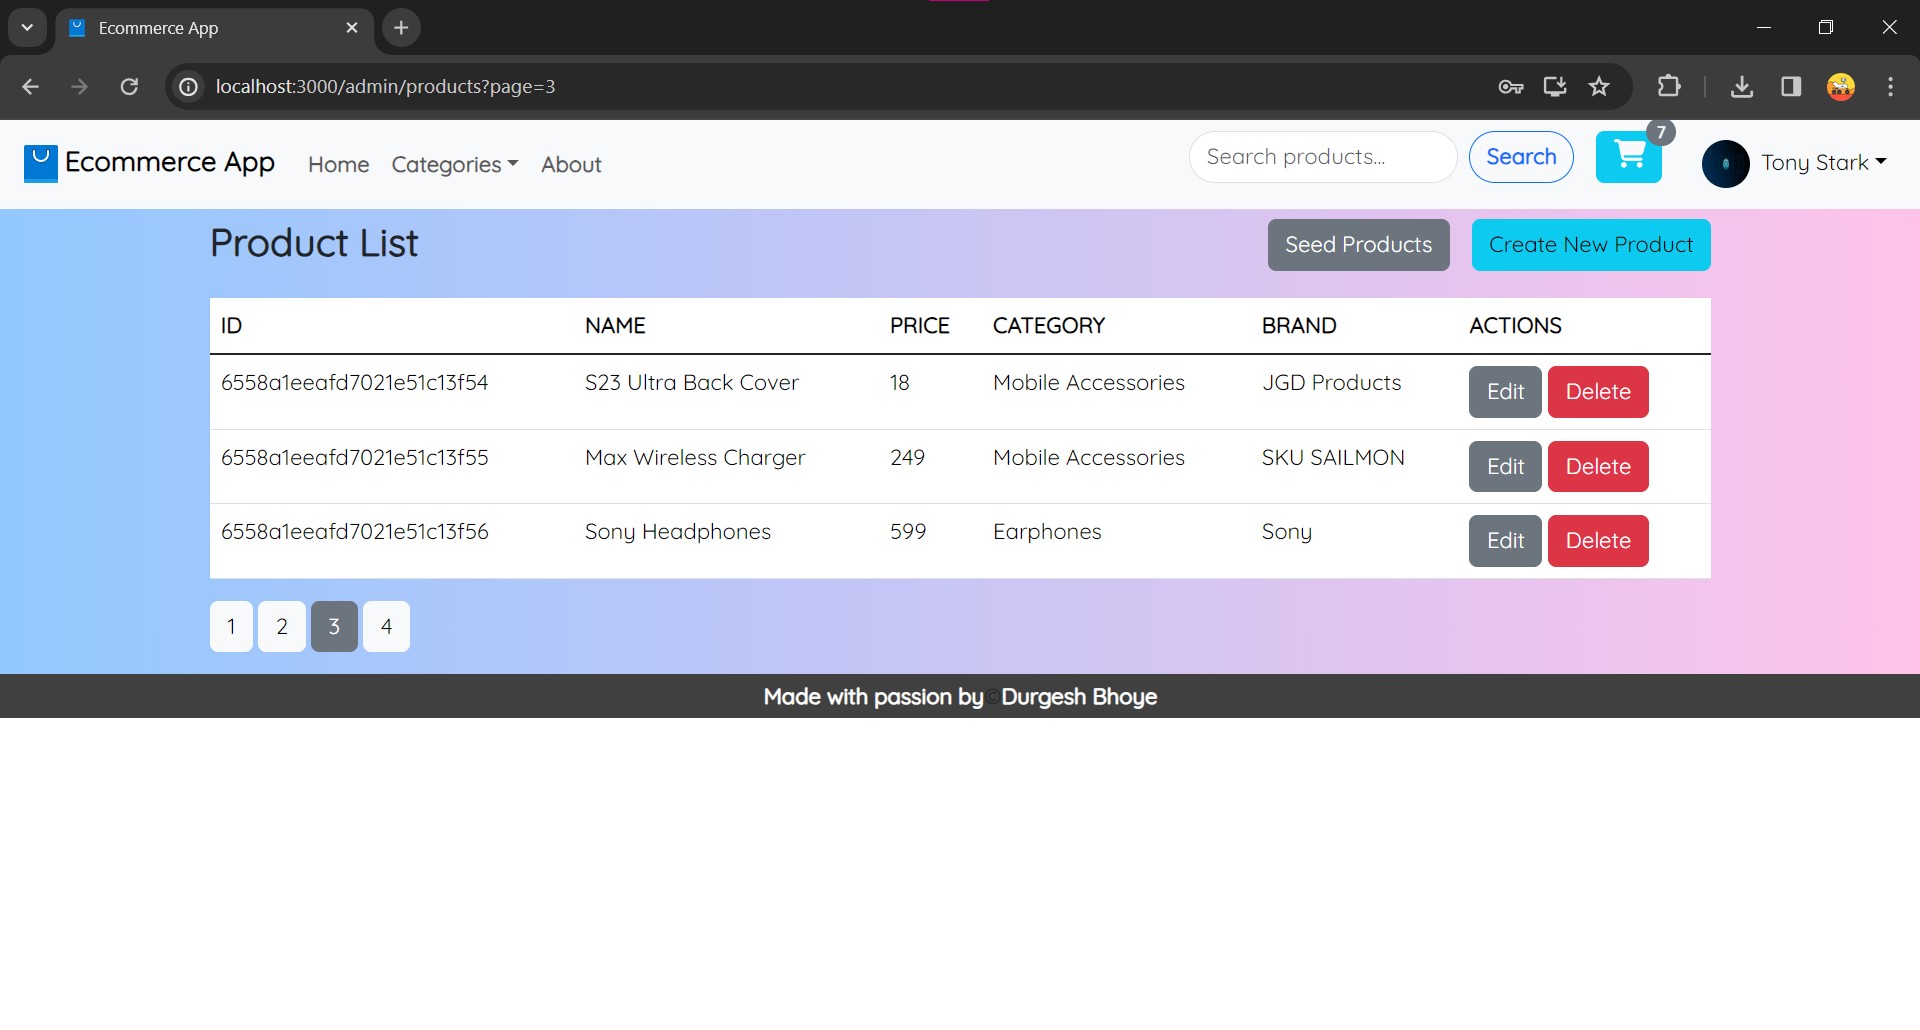 Ecommerce App
localhost:3000/admin/products?page=3
Ecommerce App Home Categories About Search products... Search 7 Tony Stark
Product List Seed Products Create New Product
ID NAME PRICE CATEGORY BRAND ACTIONS
6558a1eeafd7021e51c13f54 S23 Ultra Back Cover 18 Mobile Accessories JGD Products Edit Delete
6558a1eeafd7021e51c13f55 Max Wireless Charger 249 Mobile Accessories SKU SAILMON Edit Delete
6558a1eeafd7021e51c13f56 Sony Headphones 599 Earphones Sony Edit Delete
1 2 3 4
Made with passion by©Durgesh Bhoye